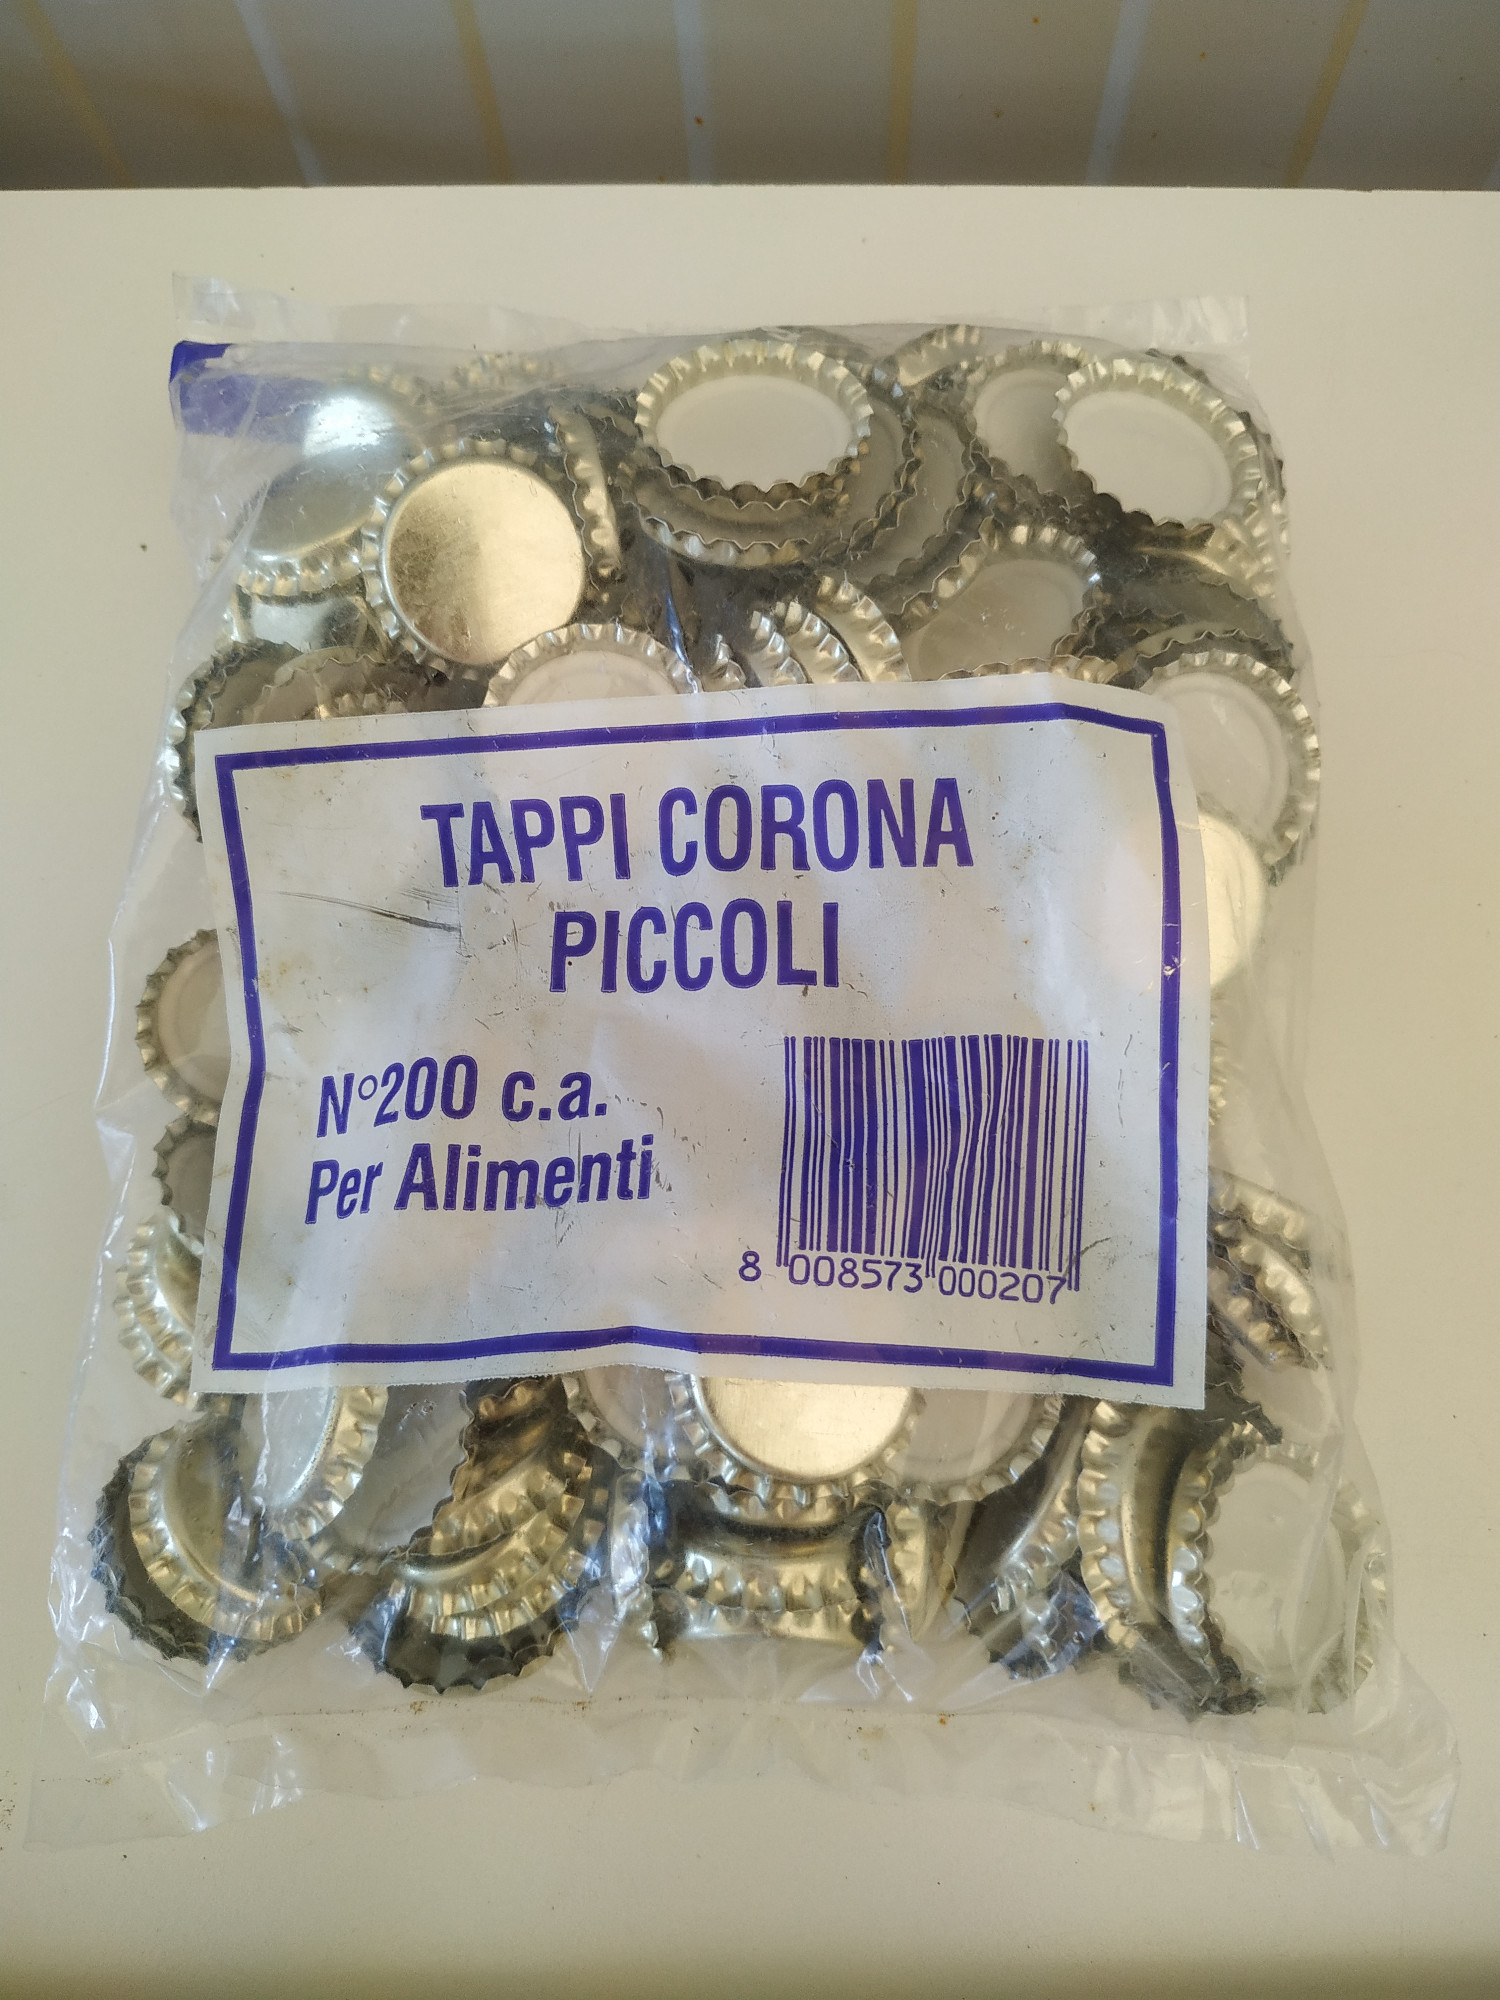 TAPPI CORONA
PICCOLI
N°200 c.a.
Per Alimenti
8 008573 000207